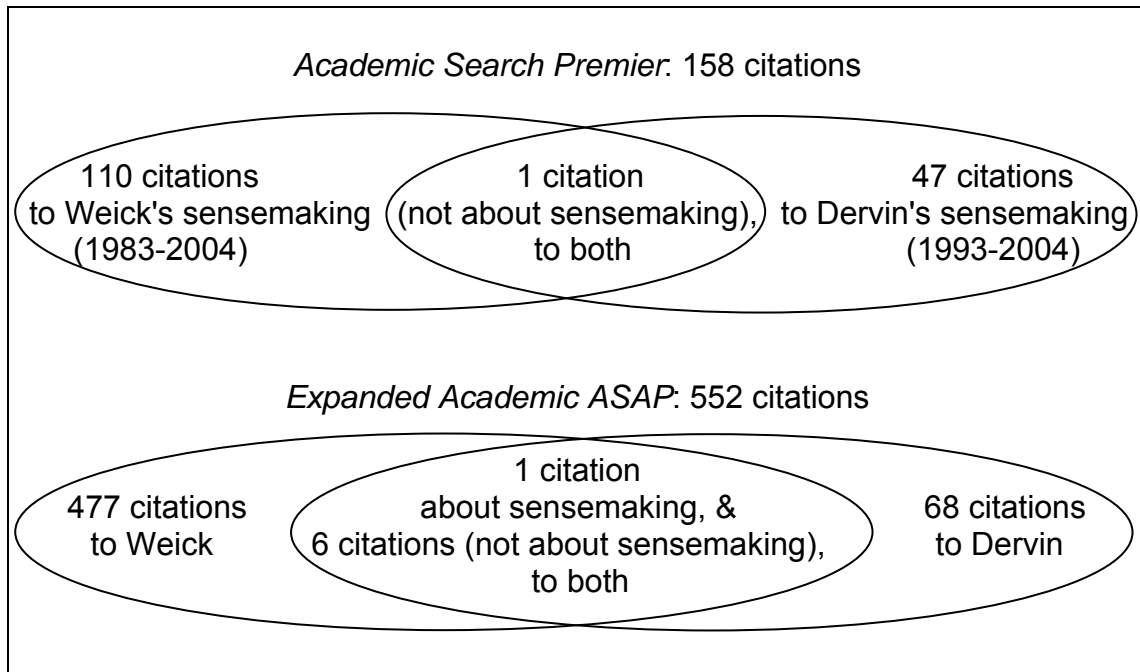 Academic Search Premier: 158 citations
110 citations
to Weick's sensemaking
(1983-2004)
1 citation
(not about sensemaking),
to both
47 citations
to Dervin's sensemaking
(1993-2004)
Expanded Academic ASAP: 552 citations
477 citations
to Weick
1 citation
about sensemaking, &
6 citations (not about sensemaking),
to both
68 citations
to Dervin